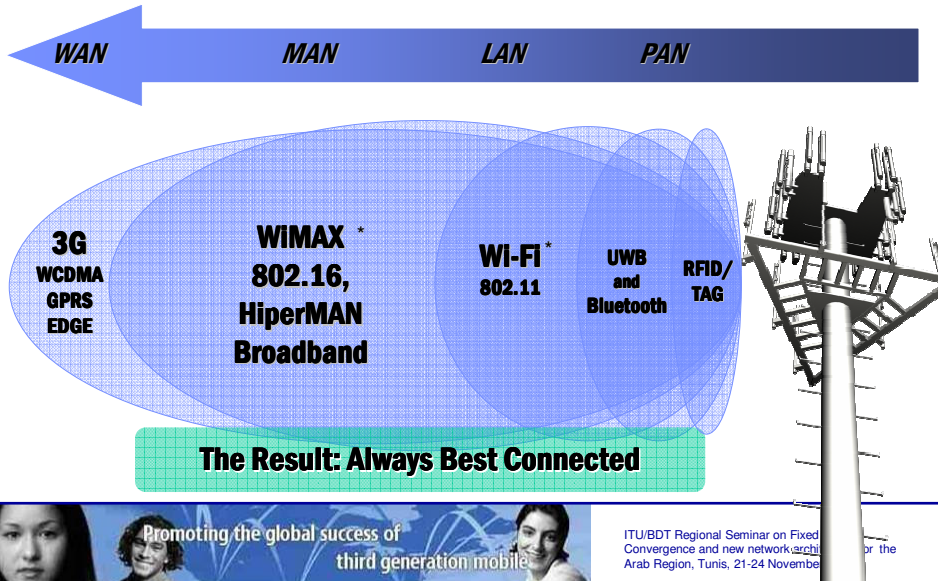 WAN MAN LAN PAN
3G
WCDMA
GPRS
EDGE
WiMAX *
802.16,
HiperMAN
Broadband
Wi-Fi *
802.11
UWB
and
Bluetooth
RFID/
TAG
The Result: Always Best Connected
Promoting the global success of
third generation mobile
ITU/BDT Regional Seminar on Fixed
Convergence and new network the
Arab Region, Tunis, 21-24